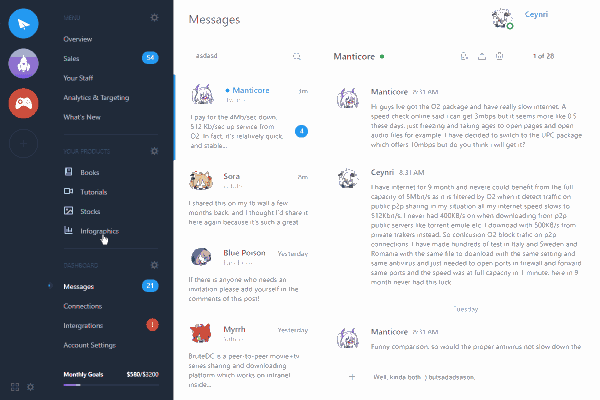 MENU
Overview
Sales 54
Your Staff
Analytics & Targeting
What's New
YOUR PRODUCTS
Books
Tutorials
Stocks
Infographics
DASHBOARD
Messages 21
Connections
Intergrations 1
Account Settings
Monthly Goals $580/$3200
Messages
Ceynri
asdasd
Manticore 3m
I pay for the 4Mb/sec down,
512 Kb/sec up service from
O2. In fact, it's relatively quick,
and stable...
4
Sora
I shared this on my fb wall a few
months back, and I thought I'd share it
here again because it's such a great
Blue Porson Yesterday
If there is anyone who needs an
invitation please add yourself in the
comments of this post!
Myrrh Yesterday
BruteDC is a peer-to-peer movie+tv
series sharing and downloading
platform which works on intranet
inside...
Manticore
1 of 28
Manticore 7:31 AM
Hi guys I've got the O2 package and have really slow internet. A
speed check online said i can get 3mbps but it seems more like 0.5
these days, just freezing and taking ages to open pages and open
audio files for example. I have decided to switch to the UPC package
which offers 10mbps but do you think i will get it?
Ceynri 8:31 AM
I have internet for 9 month and never could benefit from the full
capacity of 5Mbit/s as it is filtered by O2 when it detect traffic on
public p2p sharing in my situation all my internet speed slows to
512Kbit/s. I never had 400KB/s on when downloading from p2p
public servers like torrent emule etc. I download with 500KB/s from
private trakers instead. So conlcusion O2 block trafic on p2p
connections. I have made hundreds of test in Italy and Sweden and
Romania with the same file to download with the same setting and
same antivirus and just needed to open ports in firewall and forward
same ports and the speed was at full capacity in 1 minute. here in 9
month never had this luck
Tuesday
Manticore 7:31 AM
Funny comparison, so would the proper antivirus not slow down the
Well, kinda both :) butsadadsason.